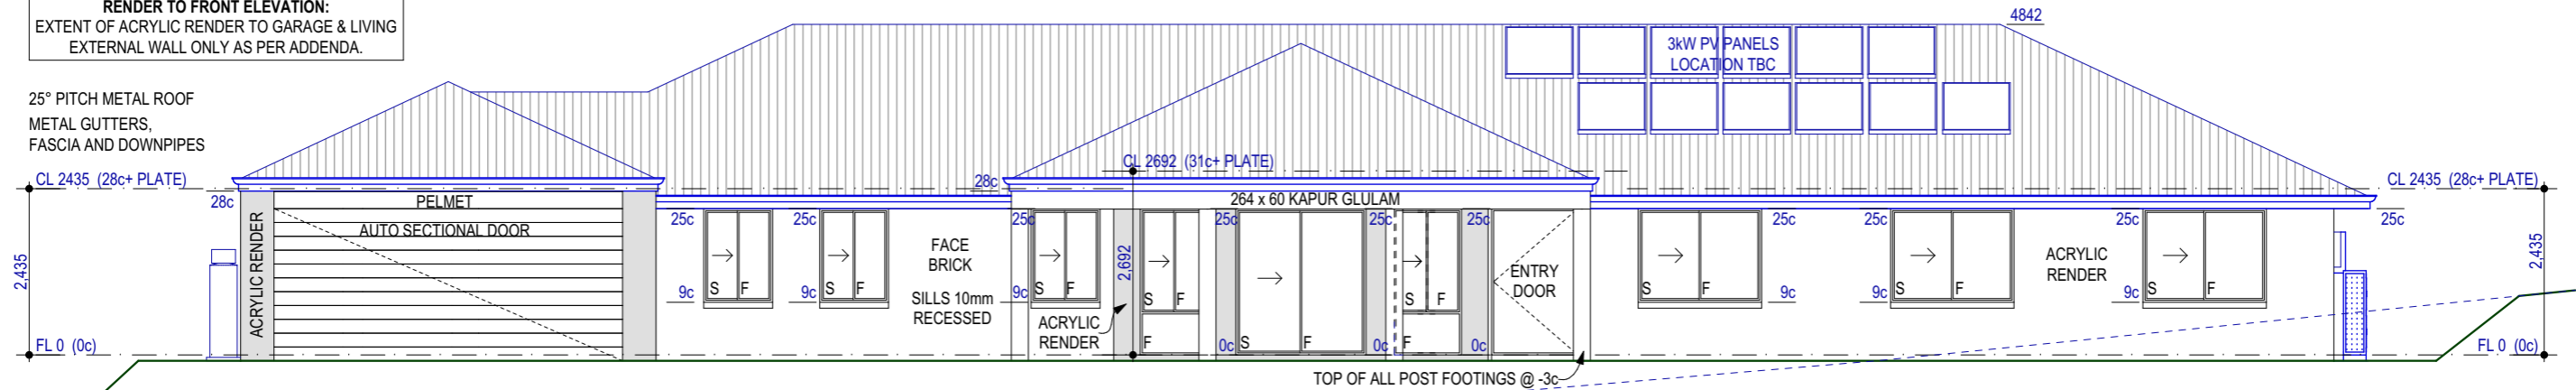 RENDER TO FRONT ELEVATION:
EXTENT OF ACRYLIC RENDER TO GARAGE & LIVING
EXTERNAL WALL ONLY AS PER ADDENDA.
4842
3kW PV PANELS
LOCATION TBC
25° PITCH METAL ROOF
METAL GUTTERS,
FASCIA AND DOWNPIPES
CL 2692 (31c+ PLATE)
CL 2435 (28c+ PLATE)
28c
CL 2435 (28c+ PLATE)
28c
PELMET
264 x 60 KAPUR GLULAM
25c
25c
25c
25c
25c
25c
25c
25c
25c
25c
AUTO SECTIONAL DOOR
ACRYLIC RENDER
FACE
BRICK
SILLS 10mm
RECESSED
2,435
2,692
2,435
ACRYLIC
RENDER
ENTRY
DOOR
9c
S F
9c
S F
9c
S F
S F
F
S F
S F
F
S F
9c
9c
S F
9c
S F
ACRYLIC
RENDER
0c
0c
0c
FL 0 (0c)
FL 0 (0c)
TOP OF ALL POST FOOTINGS @ -3c